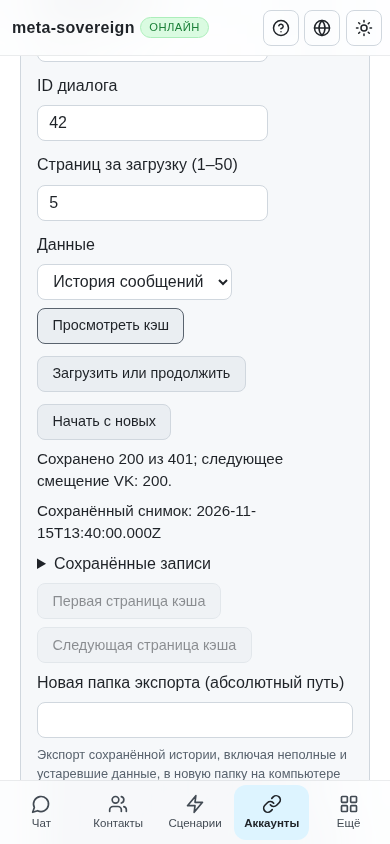 meta-sovereign ОНЛАЙН
ID диалога
42
Страниц за загрузку (1–50)
5
Данные
История сообщений
Просмотреть кэш
Загрузить или продолжить
Начать с новых
Сохранено 200 из 401; следующее
смещение VK: 200.
Сохранённый снимок: 2026-11-
15T13:40:00.000Z
Сохранённые записи
Первая страница кэша
Следующая страница кэша
Новая папка экспорта (абсолютный путь)
Экспорт сохранённой истории, включая неполные и
устаревшие данные, в новую папку на компьютере
Чат Контакты Сценарии Аккаунты Ещё